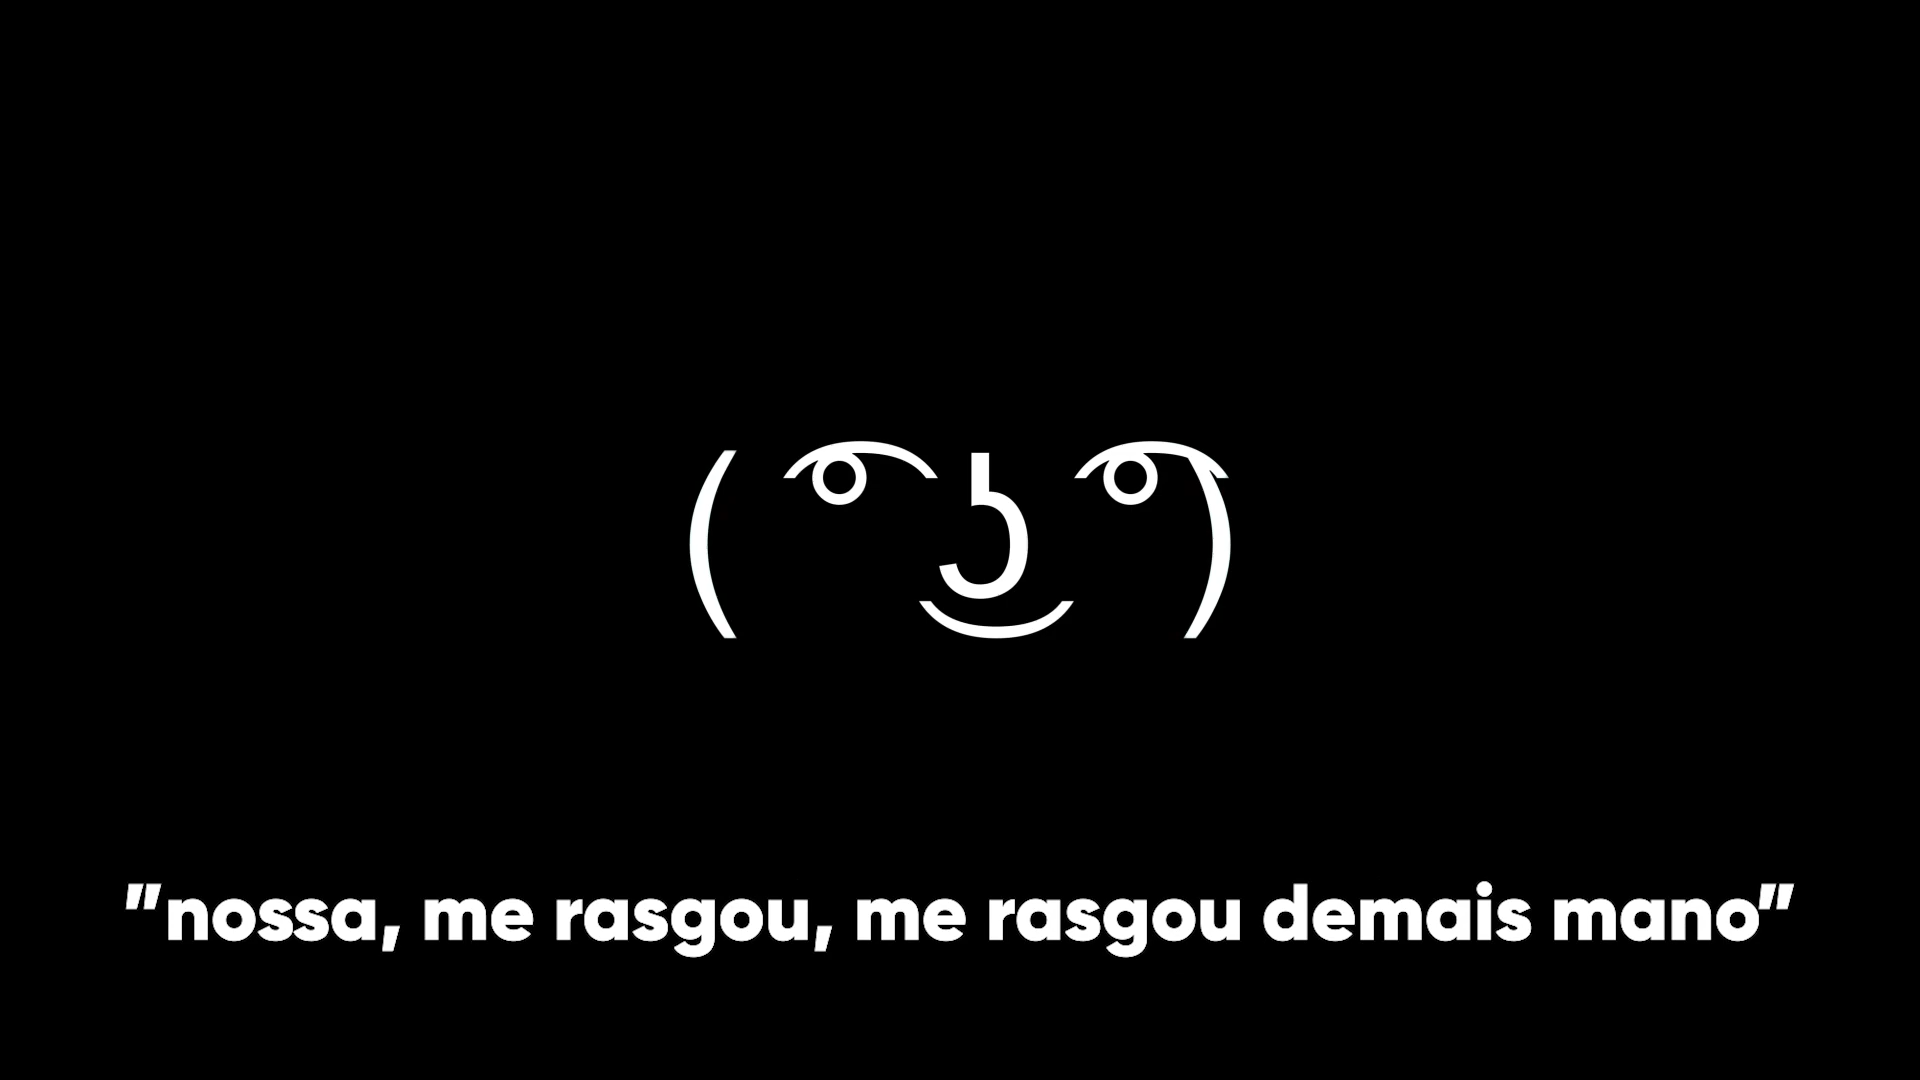 ( ͡° ͜ʖ ͡°)
"nossa, me rasgou, me rasgou demais mano"